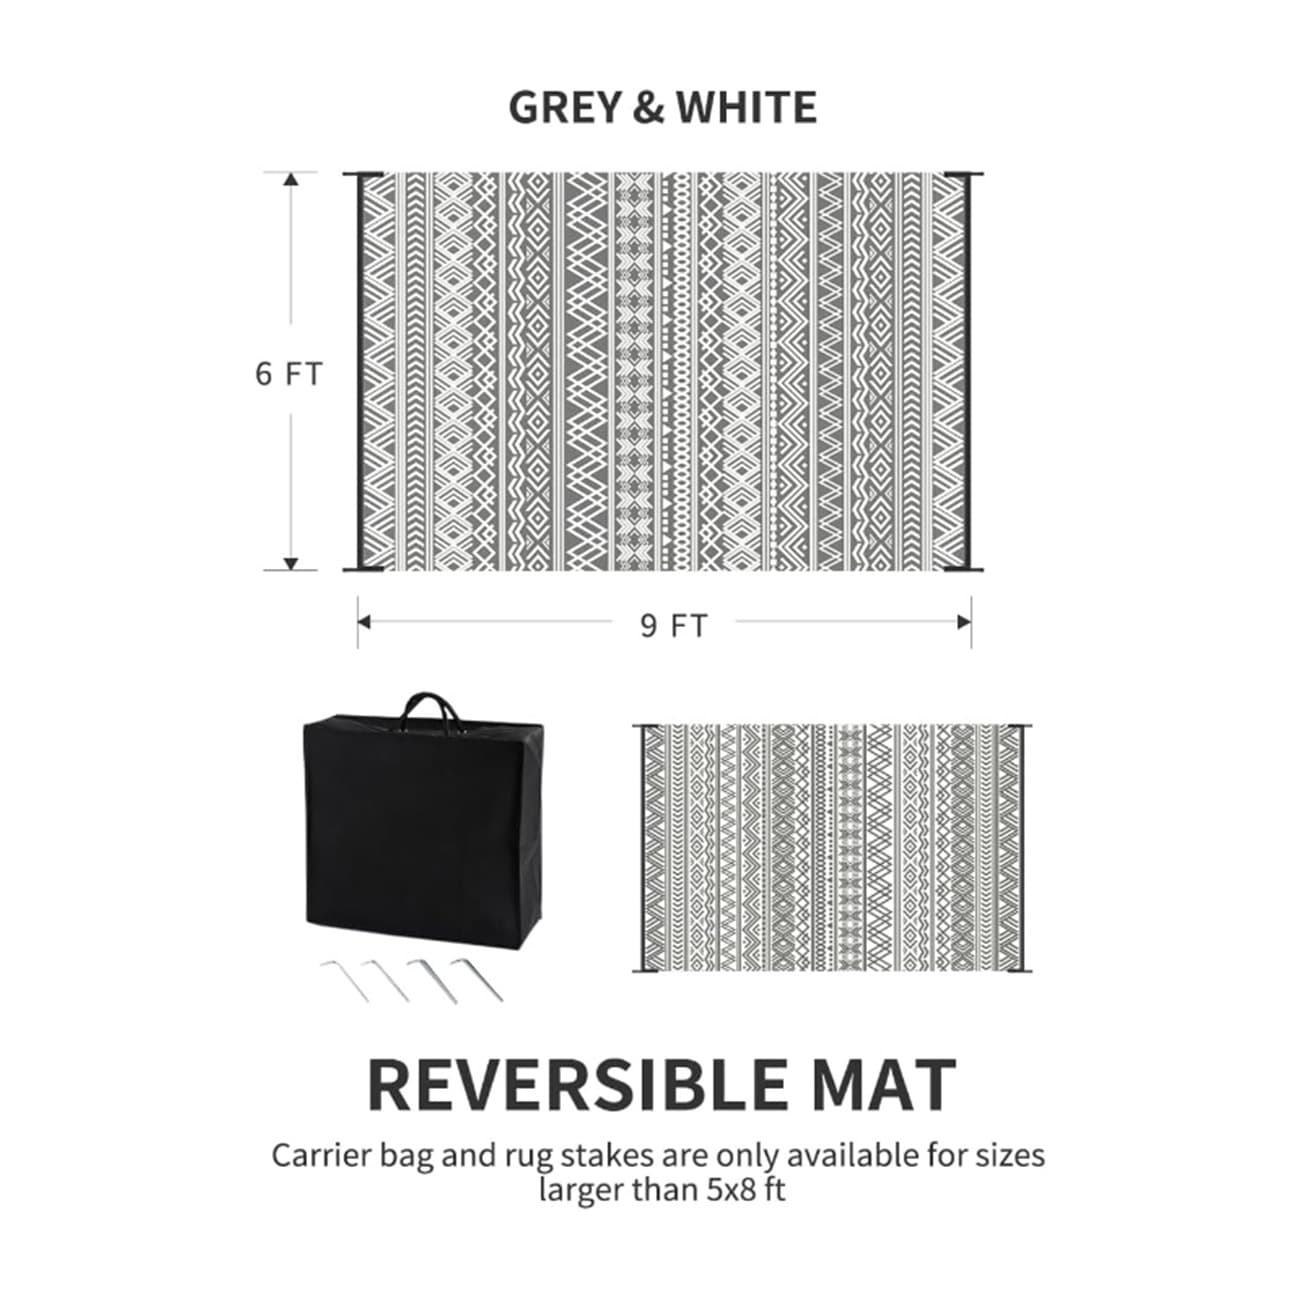 GREY & WHITE
6 FT
9 FT
REVERSIBLE MAT
Carrier bag and rug stakes are only available for sizes
larger than 5x8 ft